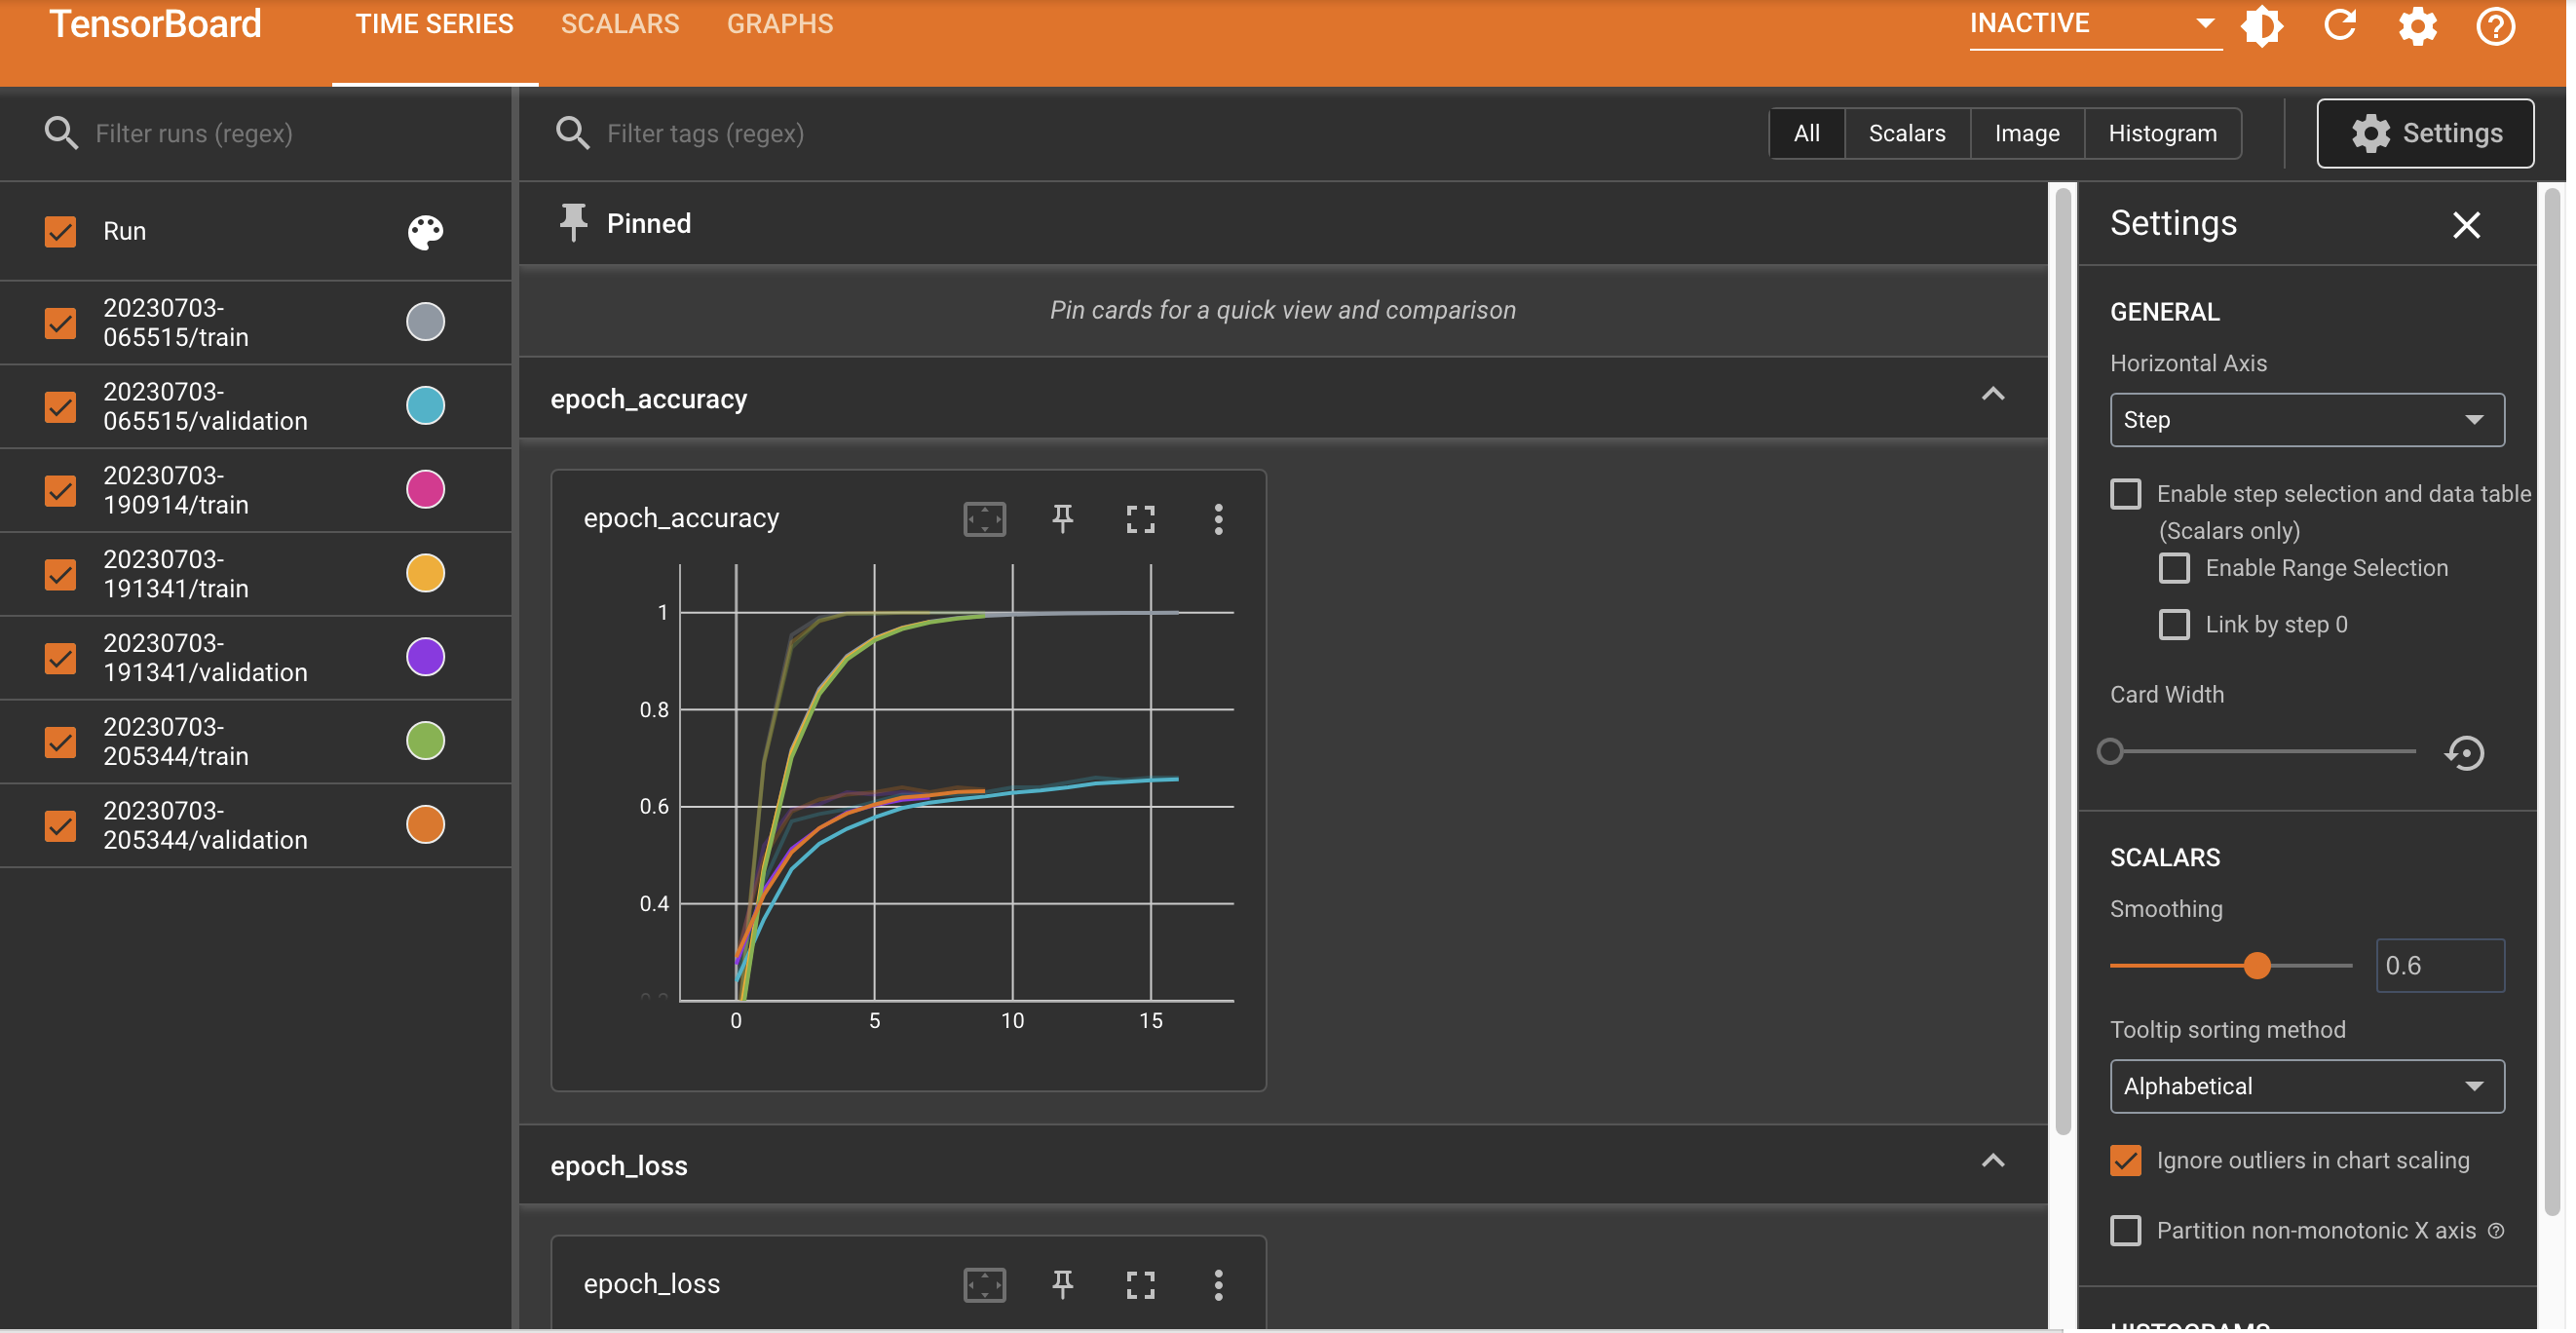 TensorBoard
TIME SERIES
SCALARS
GRAPHS
INACTIVE
Filter runs (regex)
Filter tags (regex)
All
Scalars
Image
Histogram
Settings
Run
20230703-
065515/train
20230703-
065515/validation
20230703-
190914/train
20230703-
191341/train
20230703-
191341/validation
20230703-
205344/train
20230703-
205344/validation
Pinned
Pin cards for a quick view and comparison
epoch_accuracy
epoch_accuracy
1
0.8
0.6
0.4
0.2
0
5
10
15
epoch_loss
epoch_loss
Settings
GENERAL
Horizontal Axis
Step
Enable step selection and data table
(Scalars only)
Enable Range Selection
Link by step 0
Card Width
SCALARS
Smoothing
0.6
Tooltip sorting method
Alphabetical
Ignore outliers in chart scaling
Partition non-monotonic X axis
HISTOGRAMS